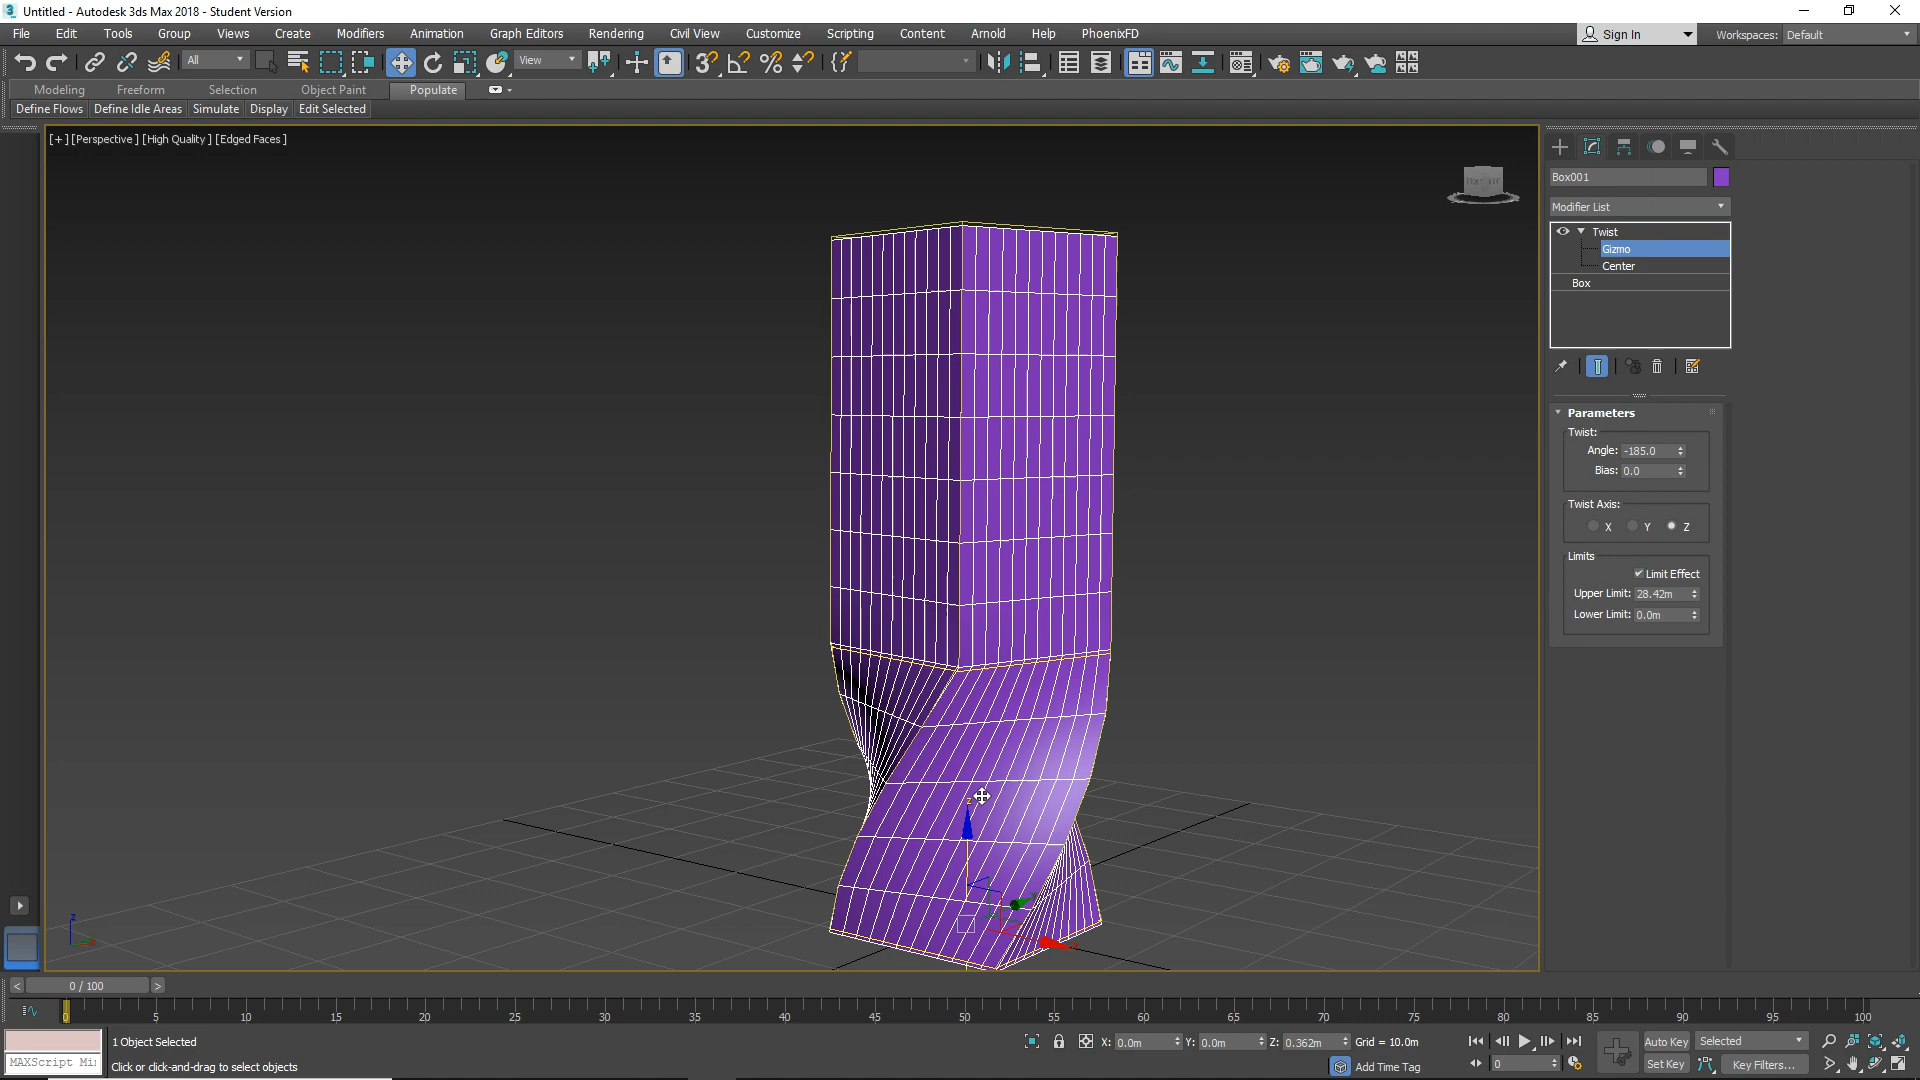 Untitled - Autodesk 3ds Max 2018 - Student Version
File Edit Tools Group Views Create Modifiers Animation Graph Editors Rendering Civil View Customize Scripting Content Arnold Help PhoenixFD
Sign In
Workspaces: Default
All
View
Modeling Freeform Selection Object Paint Populate
Define Flows Define Idle Areas Simulate Display Edit Selected
[+] [Perspective ] [High Quality ] [Edged Faces ]
Box001
Modifier List
Twist
Gizmo
Center
Box
Parameters
Twist:
Angle: -185.0
Bias: 0.0
Twist Axis:
X Y Z
Limits
Limit Effect
Upper Limit: 28.42m
Lower Limit: 0.0m
z
z
< 0 / 100 >
0 5 10 15 20 25 30 35 40 45 50 55 60 65 70 75 80 85 90 95 100
1 Object Selected
X: 0.0m Y: 0.0m Z: 0.362m Grid = 10.0m
Auto Key Selected
MAXScript Mi
Click or click-and-drag to select objects
Add Time Tag
0
Set Key Key Filters...